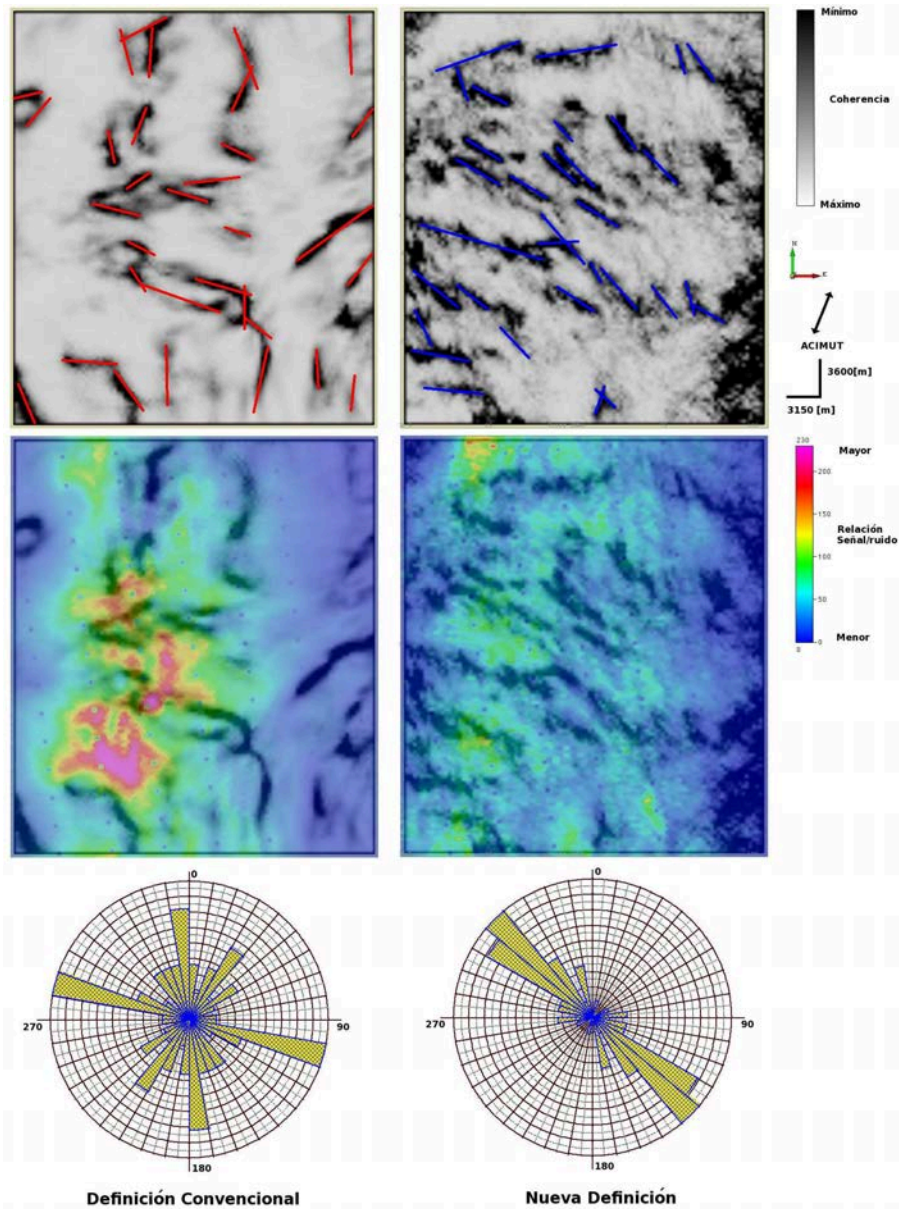 Mínimo
Coherencia
Máximo
N
E
ACIMUT
3600[m]
3150 [m]
230
Mayor
200
150
Relación
Señal/ruido
100
50
Menor
0
0
0
270
90
180
0
270
90
180
Definición Convencional
Nueva Definición